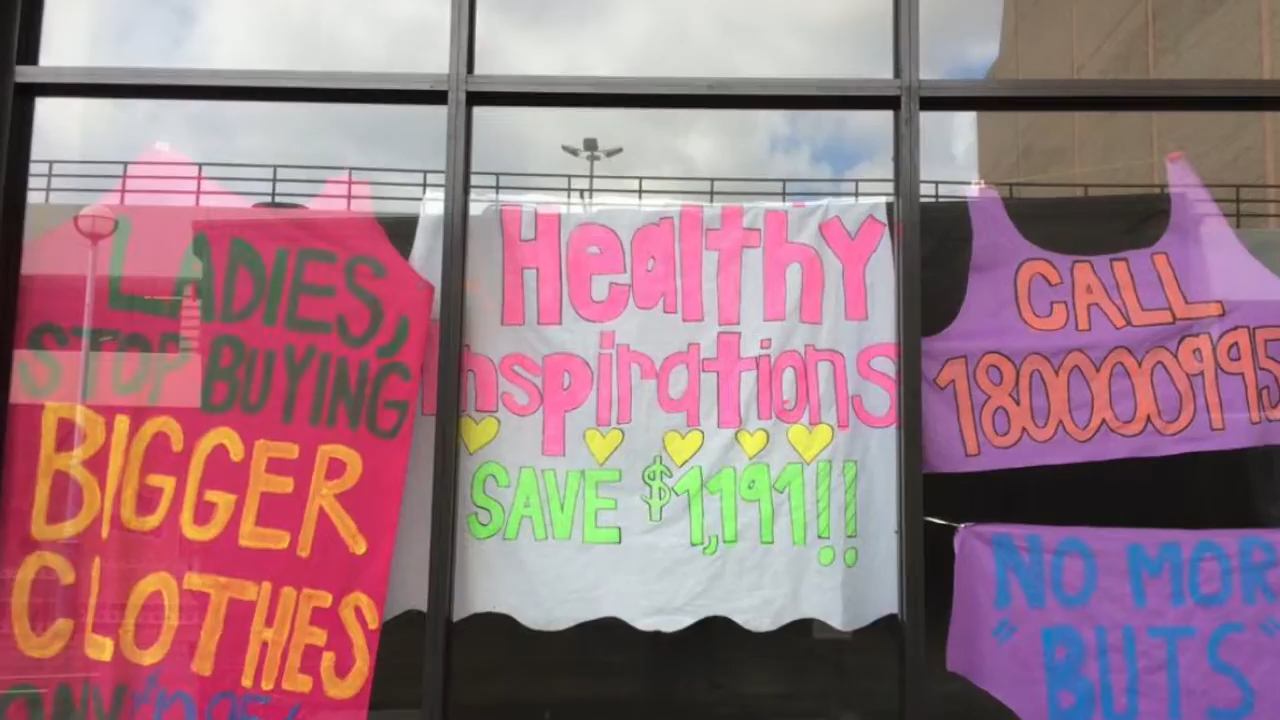 LADIES,
STOP BUYING
BIGGER
CLOTHES
Healthy
Inspirations
SAVE $1,191!!
CALL
180000995
NO MOR
"BUTS"